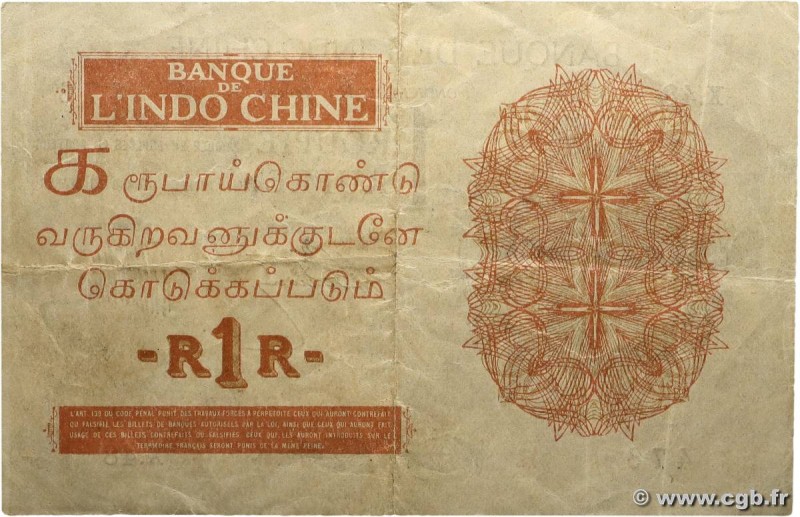 BANQUE
DE
L'INDO CHINE
க ரூபாய்கொண்டு
வருகிறவனுக்குடனே
கொடுக்கப்படும்
-R1R-
L'ART. 139 DU CODE PÉNAL PUNIT DES TRAVAUX FORCÉS A PERPÉTUITÉ CEUX QUI AURONT CONTREFAIT
OU FALSIFIÉ LES BILLETS DE BANQUES AUTORISÉES PAR LA LOI, AINSI QUE CEUX QUI AURONT FAIT
USAGE DE CES BILLETS CONTREFAITS OU FALSIFIÉS. CEUX QUI LES AURONT INTRODUITS SUR LE
TERRITOIRE FRANÇAIS SERONT PUNIS DE LA MÊME PEINE.
© www.cgb.fr